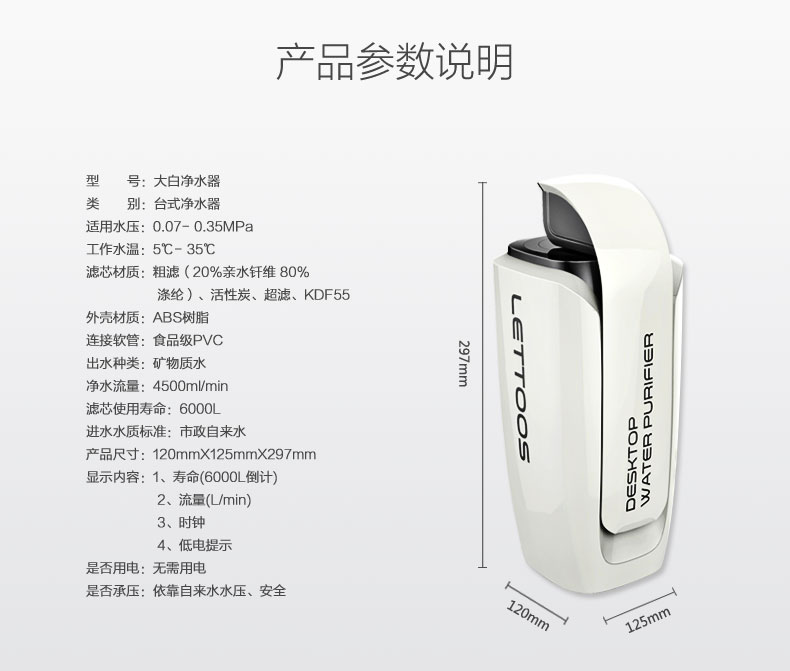 产品参数说明
型 号：大白净水器
类 别：台式净水器
适用水压：0.07- 0.35MPa
工作水温：5℃- 35℃
滤芯材质：粗滤（20%亲水钎维 80%
涤纶）、活性炭、超滤、KDF55
外壳材质：ABS树脂
连接软管：食品级PVC
出水种类：矿物质水
净水流量：4500ml/min
滤芯使用寿命：6000L
进水水质标准：市政自来水
产品尺寸：120mmX125mmX297mm
显示内容：1、寿命(6000L倒计)
2、流量(L/min)
3、时钟
4、低电提示
是否用电：无需用电
是否承压：依靠自来水水压、安全
297mm
LETTOOS
DESKTOP
WATER PURIFIER
120mm
125mm